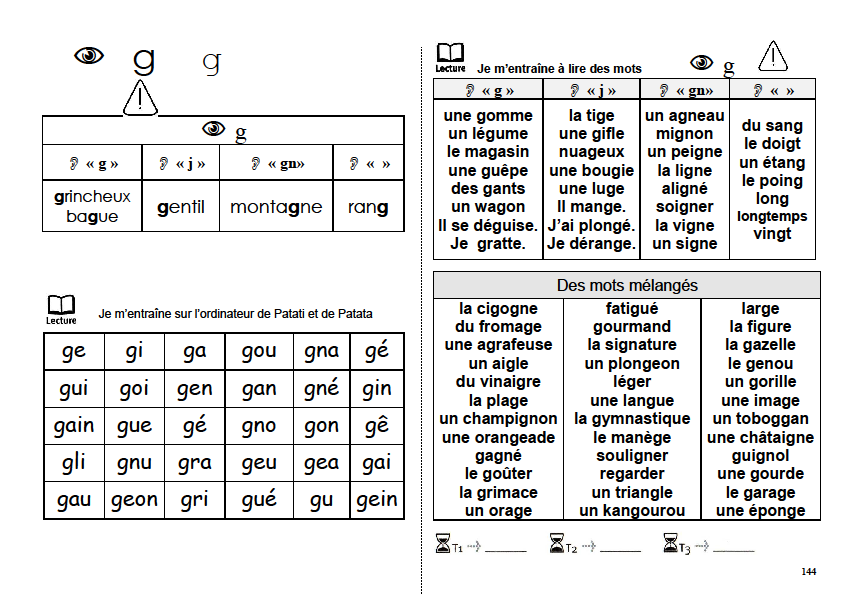 g g
!
g
« g » « j » « gn» « »
grincheux
bague
gentil montagne rang
Lecture Je m'entraîne sur l'ordinateur de Patati et de Patata
ge gi ga gou gna gé
gui goi gen gan gné gin
gain gue gé gno gon gê
gli gnu gra geu gea gai
gau geon gri gué gu gein
Lecture Je m'entraîne à lire des mots g !
« g » « j » « gn» « »
une gomme
un légume
le magasin
une guêpe
des gants
un wagon
Il se déguise.
Je gratte.
la tige
une gifle
nuageux
une bougie
une luge
Il mange.
J'ai plongé.
Je dérange.
un agneau
mignon
un peigne
la ligne
aligné
soigner
la vigne
un signe
du sang
le doigt
un étang
le poing
long
longtemps
vingt
Des mots mélangés
la cigogne
du fromage
une agrafeuse
un aigle
du vinaigre
la plage
un champignon
une orangeade
gagné
le goûter
la grimace
un orage
fatigué
gourmand
la signature
un plongeon
léger
une langue
la gymnastique
le manège
souligner
regarder
un triangle
un kangourou
large
la figure
la gazelle
le genou
un gorille
une image
un toboggan
une châtaigne
guignol
une gourde
le garage
une éponge
T1 ______ T2 ______ T3 ______
144